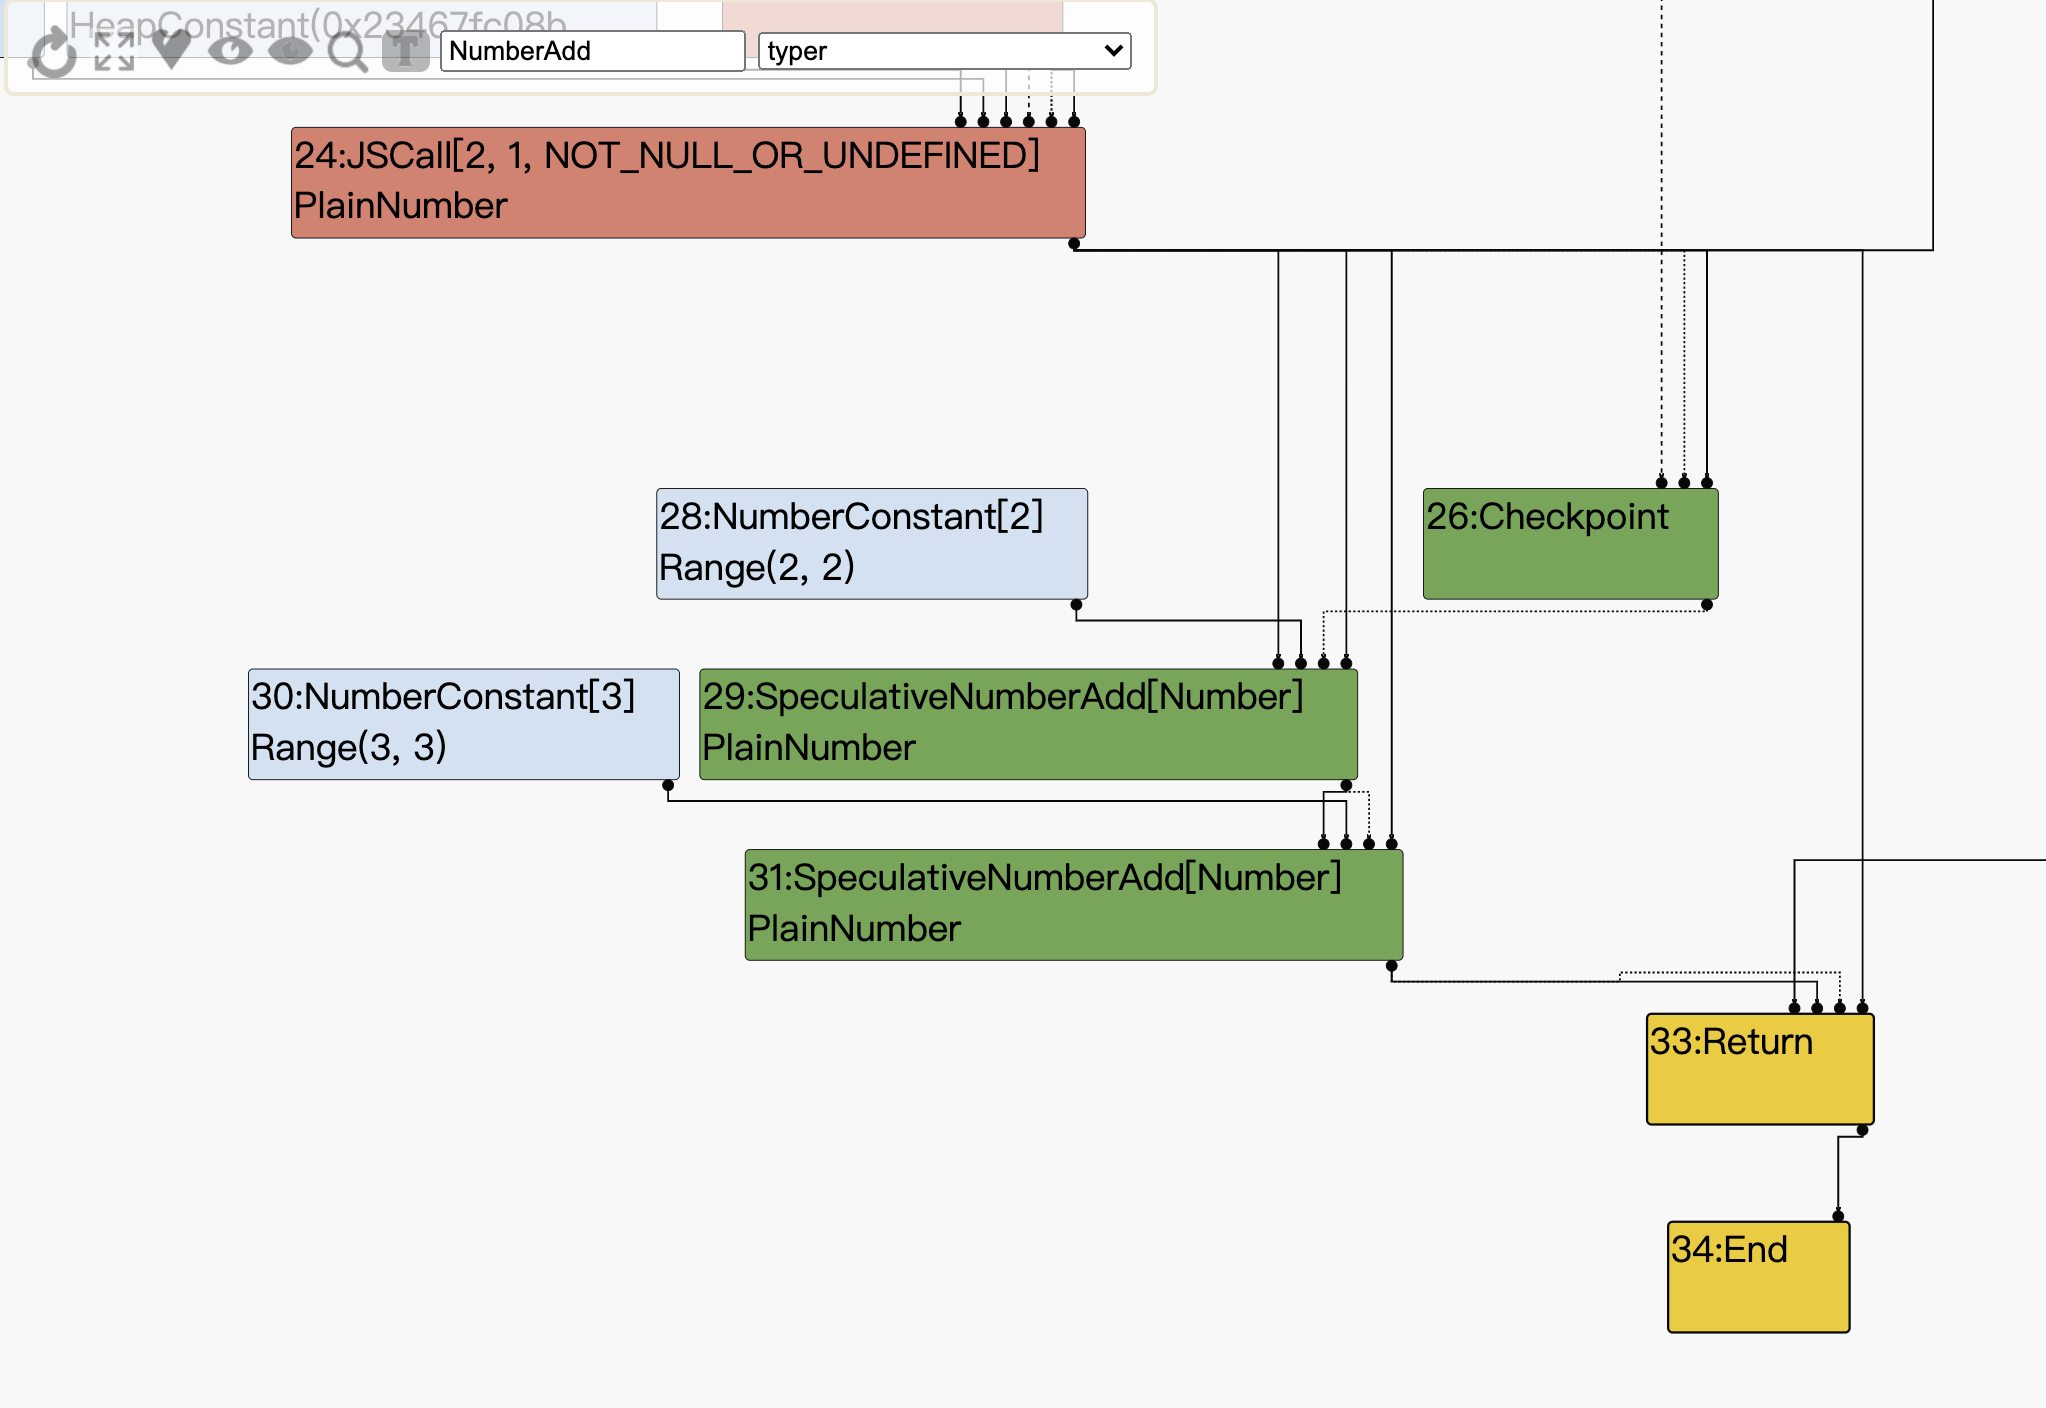 HeapConstant(0x23467fc08b
T
NumberAdd
typer
24:JSCall[2, 1, NOT_NULL_OR_UNDEFINED]
PlainNumber
28:NumberConstant[2]
Range(2, 2)
26:Checkpoint
30:NumberConstant[3]
Range(3, 3)
29:SpeculativeNumberAdd[Number]
PlainNumber
31:SpeculativeNumberAdd[Number]
PlainNumber
33:Return
34:End